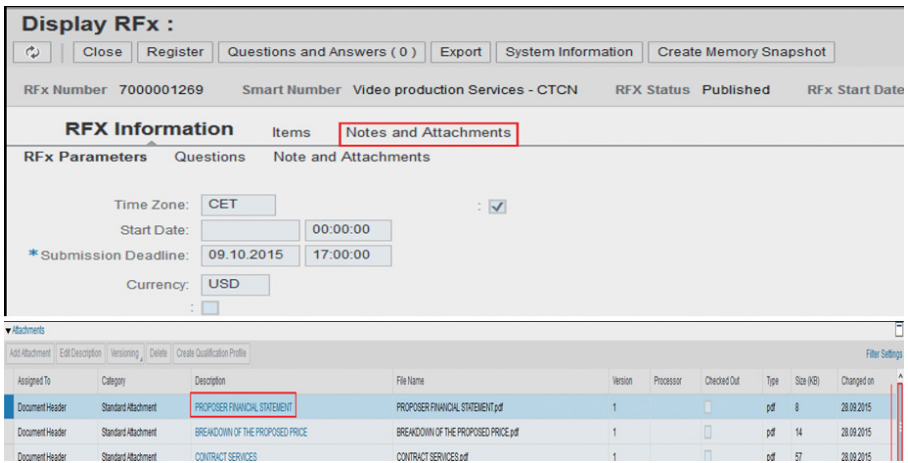 Display RFx :
Close Register Questions and Answers ( 0 ) Export System Information Create Memory Snapshot
RFx Number 7000001269 Smart Number Video production Services - CTCN RFX Status Published RFx Start Date
RFX Information Items Notes and Attachments
RFx Parameters Questions Note and Attachments
Time Zone: CET :
Start Date: 00:00:00
* Submission Deadline: 09.10.2015 17:00:00
Currency: USD
:
Attachments
Add Attachment Edit Description Versioning Delete Create Qualification Profile Filter Settings
Assigned To Category Description File Name Version Processor Checked Out Type Size (KB) Changed on
Document Header Standard Attachment PROPOSER FINANCIAL STATEMENT PROPOSER FINANCIAL STATEMENT.pdf 1 pdf 8 28.09.2015
Document Header Standard Attachment BREAKDOWN OF THE PROPOSED PRICE BREAKDOWN OF THE PROPOSED PRICE.pdf 1 pdf 14 28.09.2015
Document Header Standard Attachment CONTRACT SERVICES CONTRACT SERVICES.pdf 1 pdf 57 28.09.2015